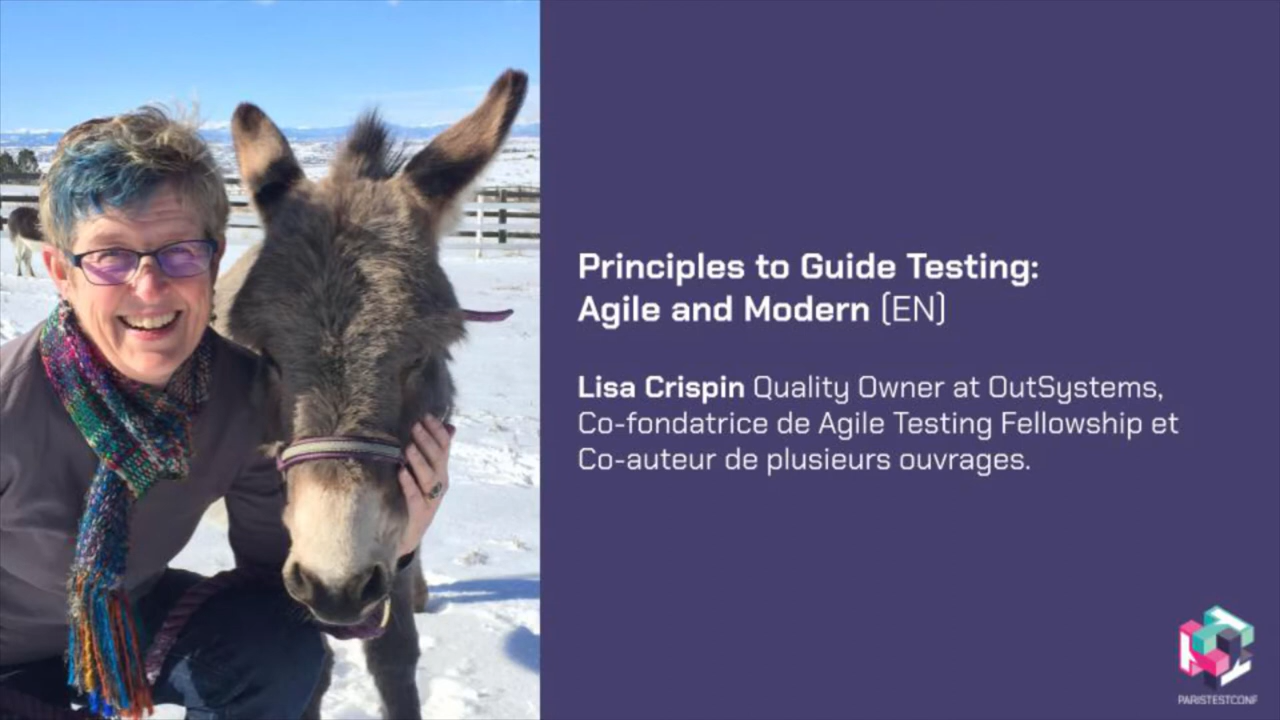 Principles to Guide Testing:
Agile and Modern (EN)
Lisa Crispin Quality Owner at OutSystems,
Co-fondatrice de Agile Testing Fellowship et
Co-auteur de plusieurs ouvrages.
PARISTESTCONF